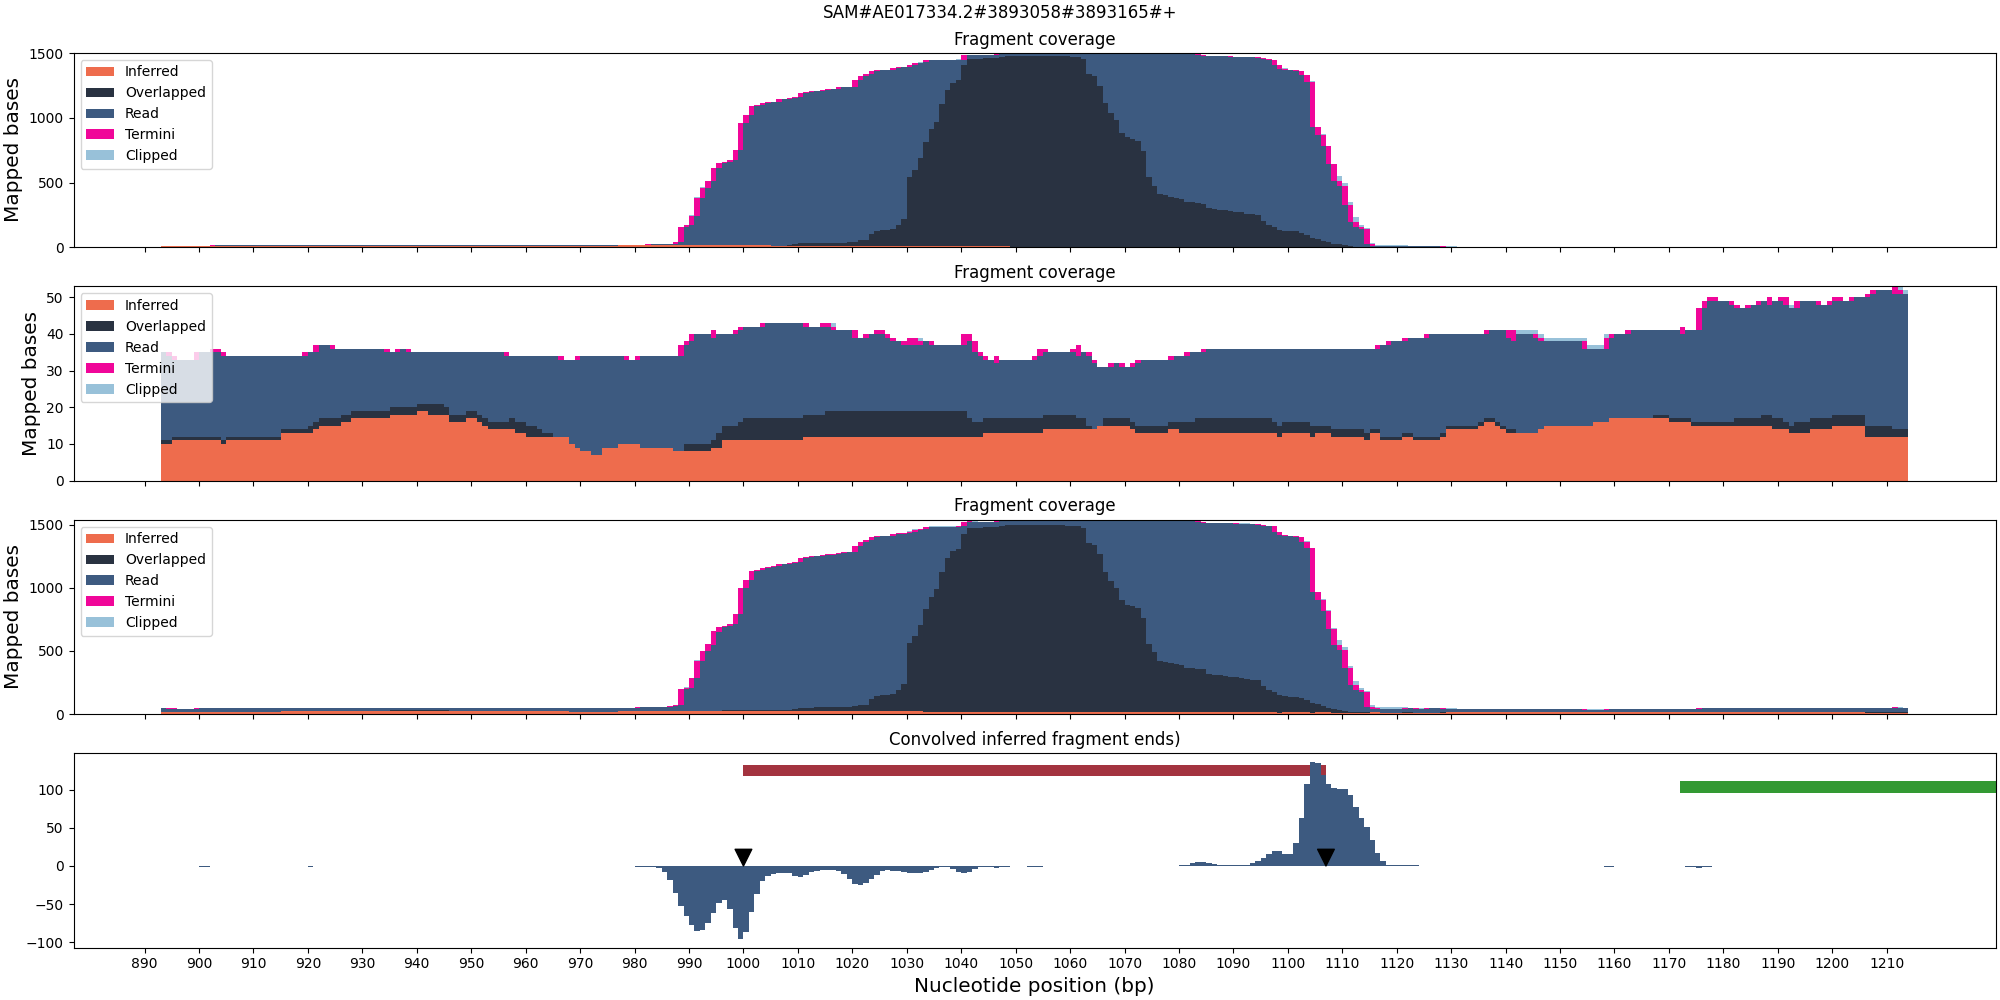 SAM#AE017334.2#3893058#3893165#+
Fragment coverage
Mapped bases
1500
1000
500
0
Inferred
Overlapped
Read
Termini
Clipped
Fragment coverage
Mapped bases
50
40
30
20
10
0
Inferred
Overlapped
Read
Termini
Clipped
Fragment coverage
Mapped bases
1500
1000
500
0
Inferred
Overlapped
Read
Termini
Clipped
Convolved inferred fragment ends)
100
50
0
−50
−100
890 900 910 920 930 940 950 960 970 980 990 1000 1010 1020 1030 1040 1050 1060 1070 1080 1090 1100 1110 1120 1130 1140 1150 1160 1170 1180 1190 1200 1210
Nucleotide position (bp)